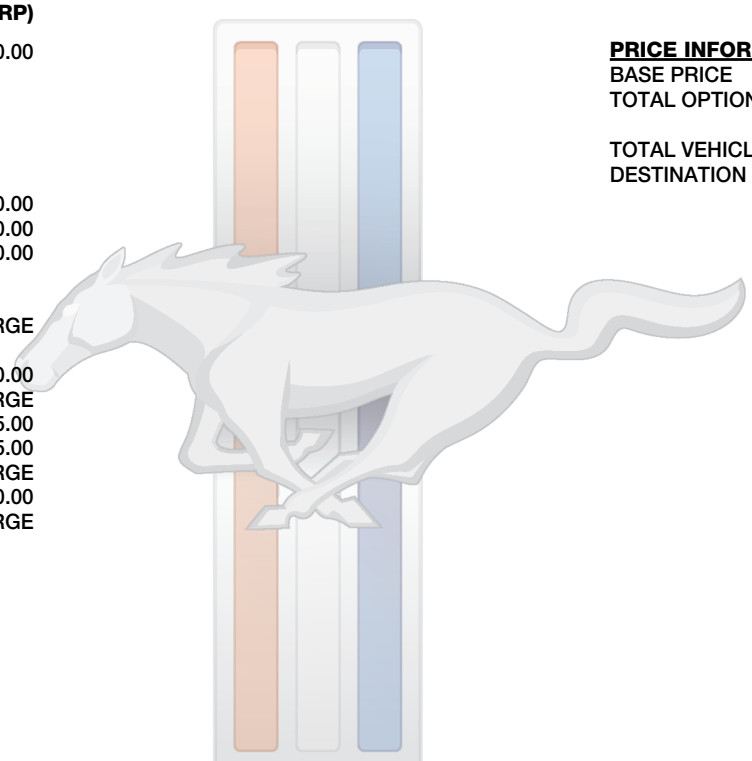 RP)
0.00
0.00
0.00
0.00
RGE
0.00
RGE
5.00
5.00
RGE
0.00
RGE
PRICE INFOR
BASE PRICE
TOTAL OPTION
TOTAL VEHICL
DESTINATION